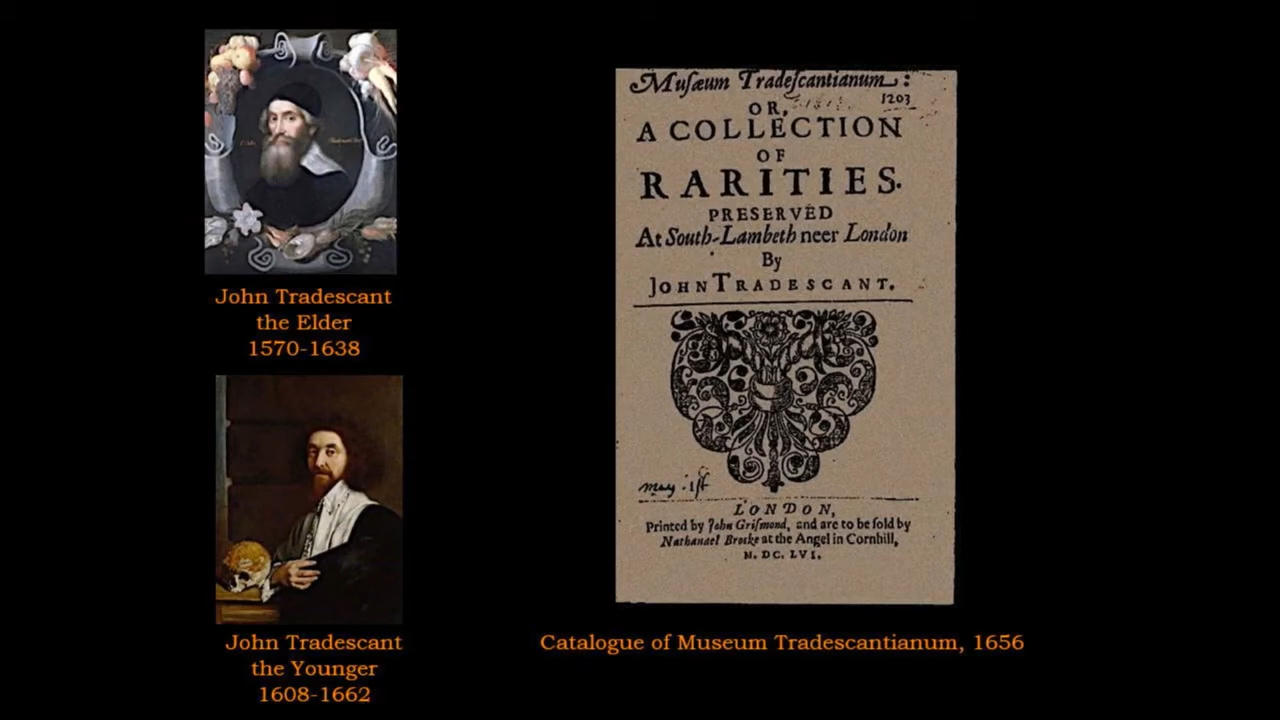 John Tradescant
the Elder
1570-1638
John Tradescant
the Younger
1608-1662
Musæum Tradeſcantianum :
1203
OR,
A COLLECTION
OF
RARITIES.
PRESERVED
At South-Lambeth neer London
By
JOHN TRADESCANT.
may · 1st
LONDON,
Printed by John Griſmond, and are to be ſold by
Nathanael Brooke at the Angel in Cornhill,
M. DC. LVI.
Catalogue of Museum Tradescantianum, 1656